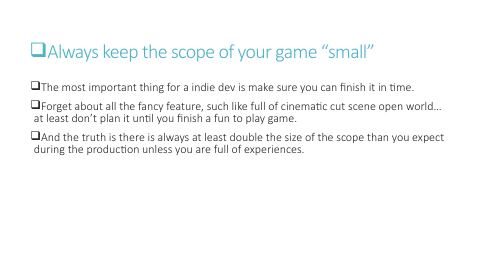 ❑Always keep the scope of your game “small”
❑The most important thing for a indie dev is make sure you can finish it in time.
❑Forget about all the fancy feature, such like full of cinematic cut scene open world...
at least don’t plan it until you finish a fun to play game.
❑And the truth is there is always at least double the size of the scope than you expect
during the production unless you are full of experiences.